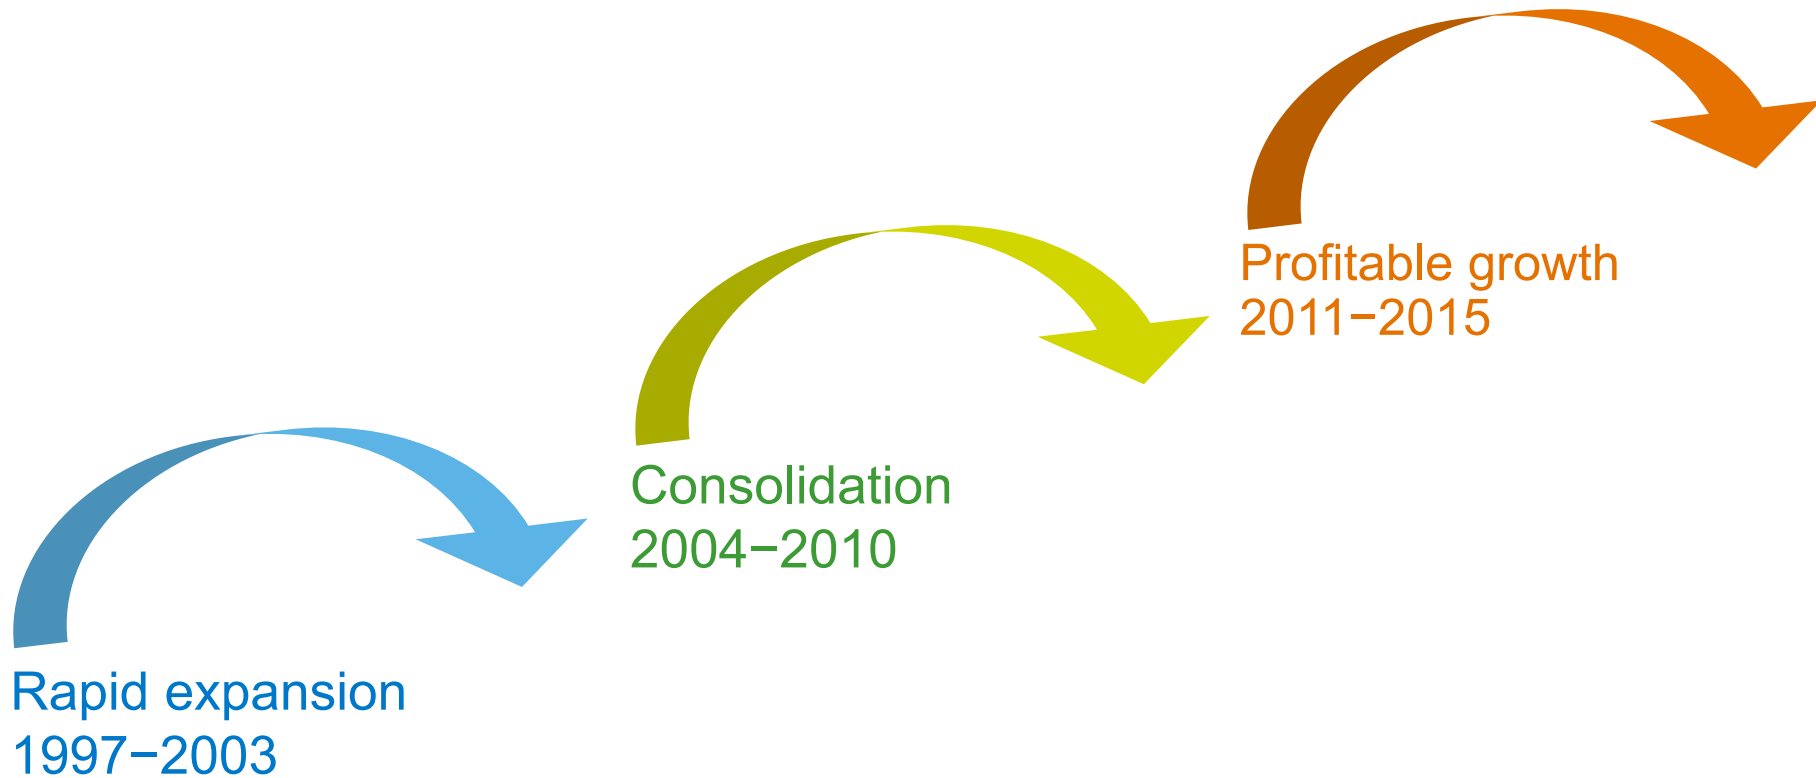 Profitable growth
2011−2015
Consolidation
2004−2010
Rapid expansion
1997−2003